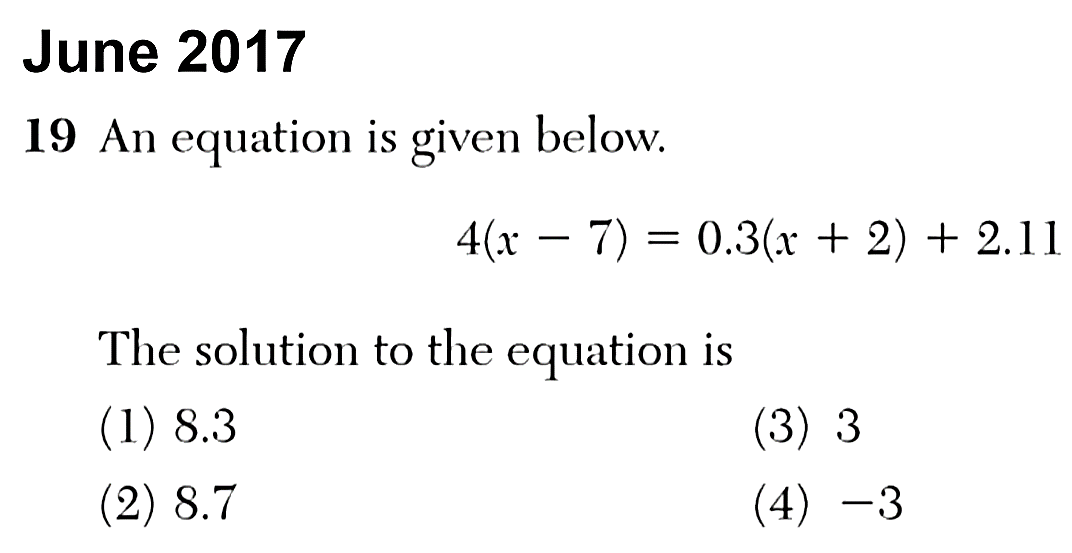 June 2017
19 An equation is given below.
4(x − 7) = 0.3(x + 2) + 2.11
The solution to the equation is
(1) 8.3 (3) 3
(2) 8.7 (4) −3